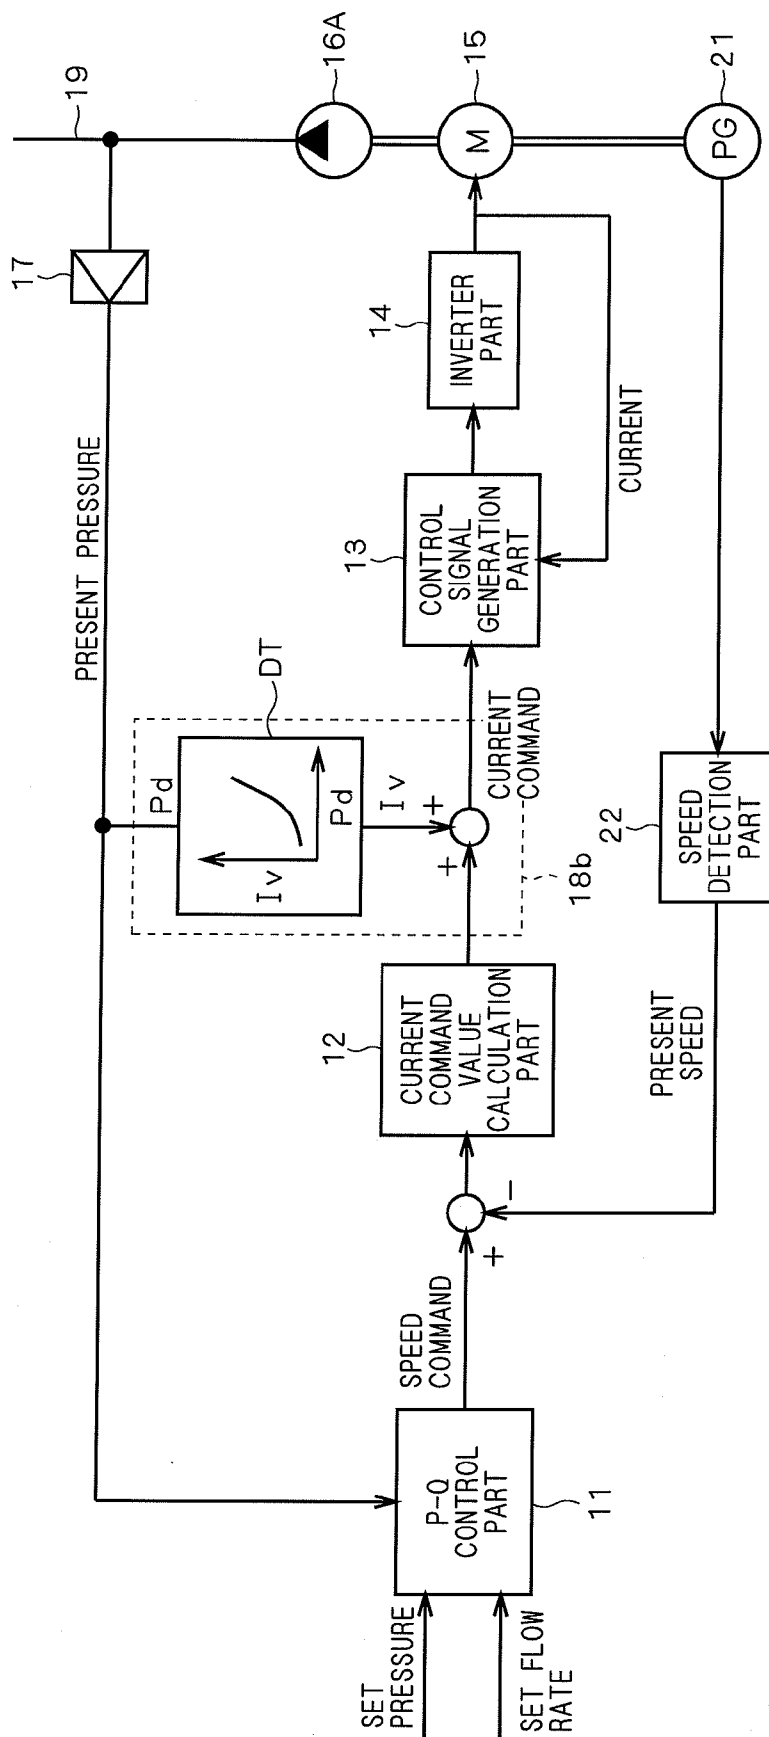 SET
PRESSURE
SET FLOW
RATE
P-Q
CONTROL
PART
11
SPEED
COMMAND
+
−
CURRENT
COMMAND
VALUE
CALCULATION
PART
12
PRESENT
SPEED
18b
DT
Pd
Iv
Pd
Iv
+
+
CURRENT
COMMAND
PRESENT PRESSURE
CONTROL
SIGNAL
GENERATION
PART
13
INVERTER
PART
14
CURRENT
SPEED
DETECTION
PART
22
17
19
16A
M
15
PG
21